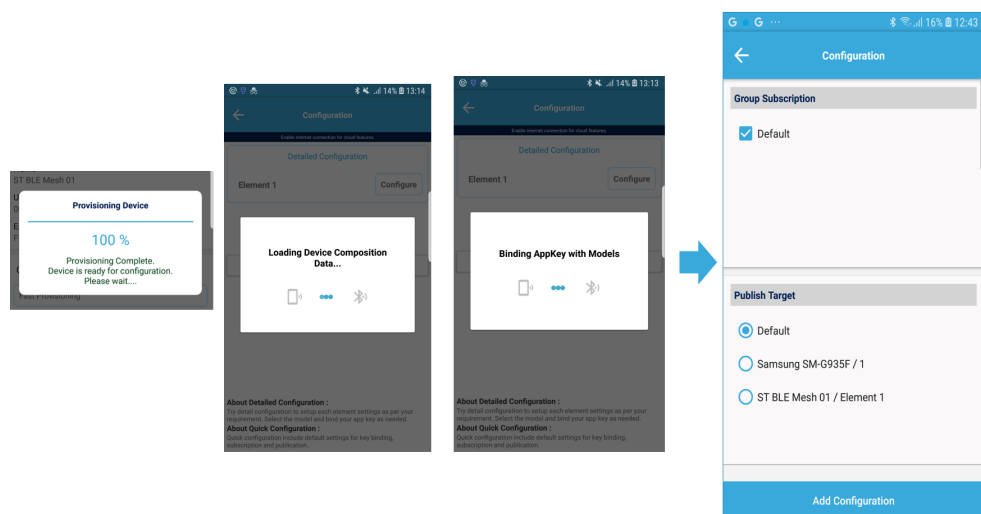 ST BLE Mesh 01
Provisioning Device
100 %
Provisioning Complete.
Device is ready for configuration.
Please wait....
Fast Provisioning
14% 13:14
Configuration
Enable internet connection for cloud features
Detailed Configuration
Element 1
Configure
Loading Device Composition
Data...
About Detailed Configuration :
Try detail configuration to setup each element settings as per your
requirement. Select the model and bind your app key as needed.
About Quick Configuration :
Quick configuration include default settings for key binding,
subscription and publication.
14% 13:13
Configuration
Enable internet connection for cloud features
Detailed Configuration
Element 1
Configure
Binding AppKey with Models
About Detailed Configuration :
Try detail configuration to setup each element settings as per your
requirement. Select the model and bind your app key as needed.
About Quick Configuration :
Quick configuration include default settings for key binding,
subscription and publication.
G G ··· 16% 12:43
Configuration
Group Subscription
Default
Publish Target
Default
Samsung SM-G935F / 1
ST BLE Mesh 01 / Element 1
Add Configuration